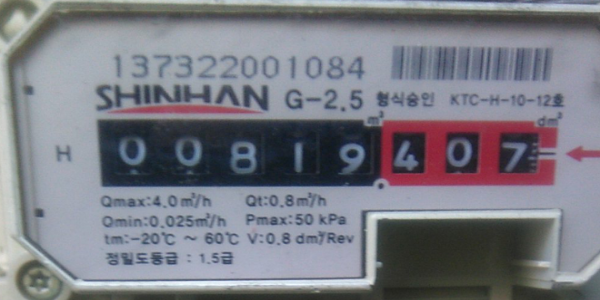 137322001084
SHINHAN G-2.5 형식승인 KTC-H-10-12호
m³ dm³
H 00819407
Qmax:4.0m³/h Qt:0.8m³/h
Qmin:0.025m³/h Pmax:50 kPa
tm:-20℃ ~ 60℃ V:0.8 dm³/Rev
정밀도등급 : 1.5급